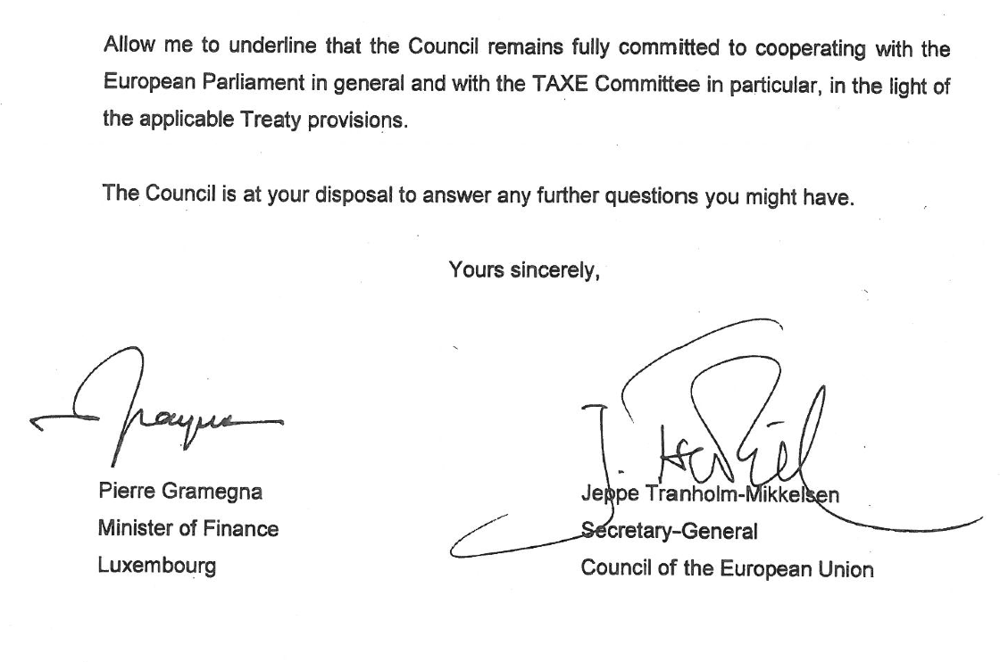 Allow me to underline that the Council remains fully committed to cooperating with the
European Parliament in general and with the TAXE Committee in particular, in the light of
the applicable Treaty provisions.
The Council is at your disposal to answer any further questions you might have.
Yours sincerely,
Pierre Gramegna
Minister of Finance
Luxembourg
Jeppe Tranholm-Mikkelsen
Secretary–General
Council of the European Union